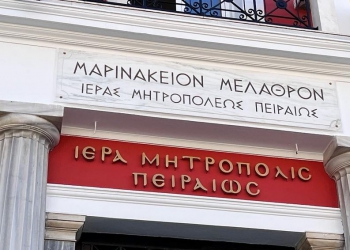 ΜΑΡΙΝΑΚΕΙΟΝ ΜΕΛΑΘΡΟΝ
ΙΕΡΑΣ ΜΗΤΡΟΠΟΛΕΩΣ ΠΕΙΡΑΙΩΣ
ΙΕΡΑ ΜΗΤΡΟΠΟΛΙΣ
ΠΕΙΡΑΙΩΣ